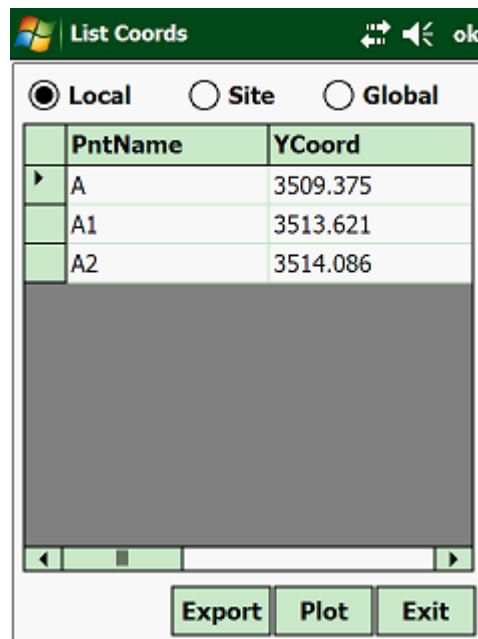 List Coords ok
Local Site Global
PntName YCoord
A 3509.375
A1 3513.621
A2 3514.086
Export Plot Exit